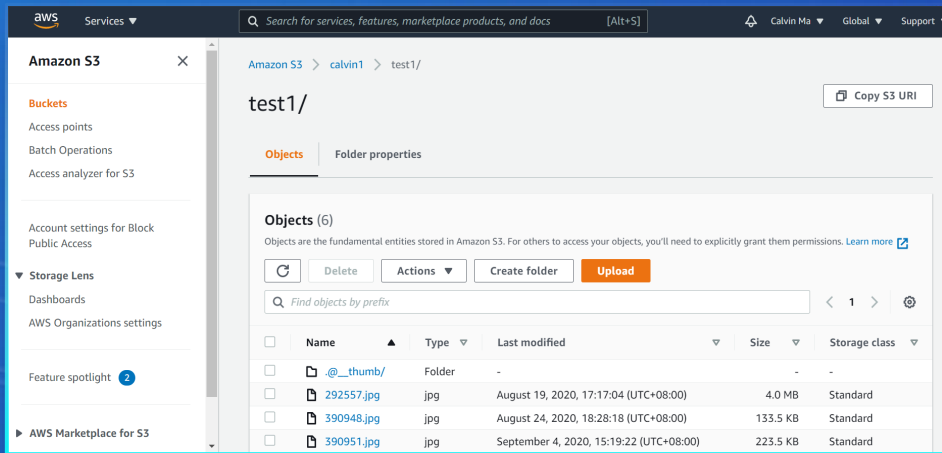 aws Services ▼ Search for services, features, marketplace products, and docs [Alt+S] Calvin Ma ▼ Global ▼ Support
Amazon S3
Buckets
Access points
Batch Operations
Access analyzer for S3
Account settings for Block
Public Access
▼ Storage Lens
Dashboards
AWS Organizations settings
Feature spotlight 2
▶ AWS Marketplace for S3
Amazon S3 > calvin1 > test1/
test1/
Copy S3 URI
Objects Folder properties
Objects (6)
Objects are the fundamental entities stored in Amazon S3. For others to access your objects, you'll need to explicitly grant them permissions. Learn more
Delete Actions ▼ Create folder Upload
Find objects by prefix < 1 >
Name ▲ Type Last modified Size Storage class
.@__thumb/ Folder - - -
292557.jpg jpg August 19, 2020, 17:17:04 (UTC+08:00) 4.0 MB Standard
390948.jpg jpg August 24, 2020, 18:28:18 (UTC+08:00) 133.5 KB Standard
390951.jpg jpg September 4, 2020, 15:19:22 (UTC+08:00) 223.5 KB Standard